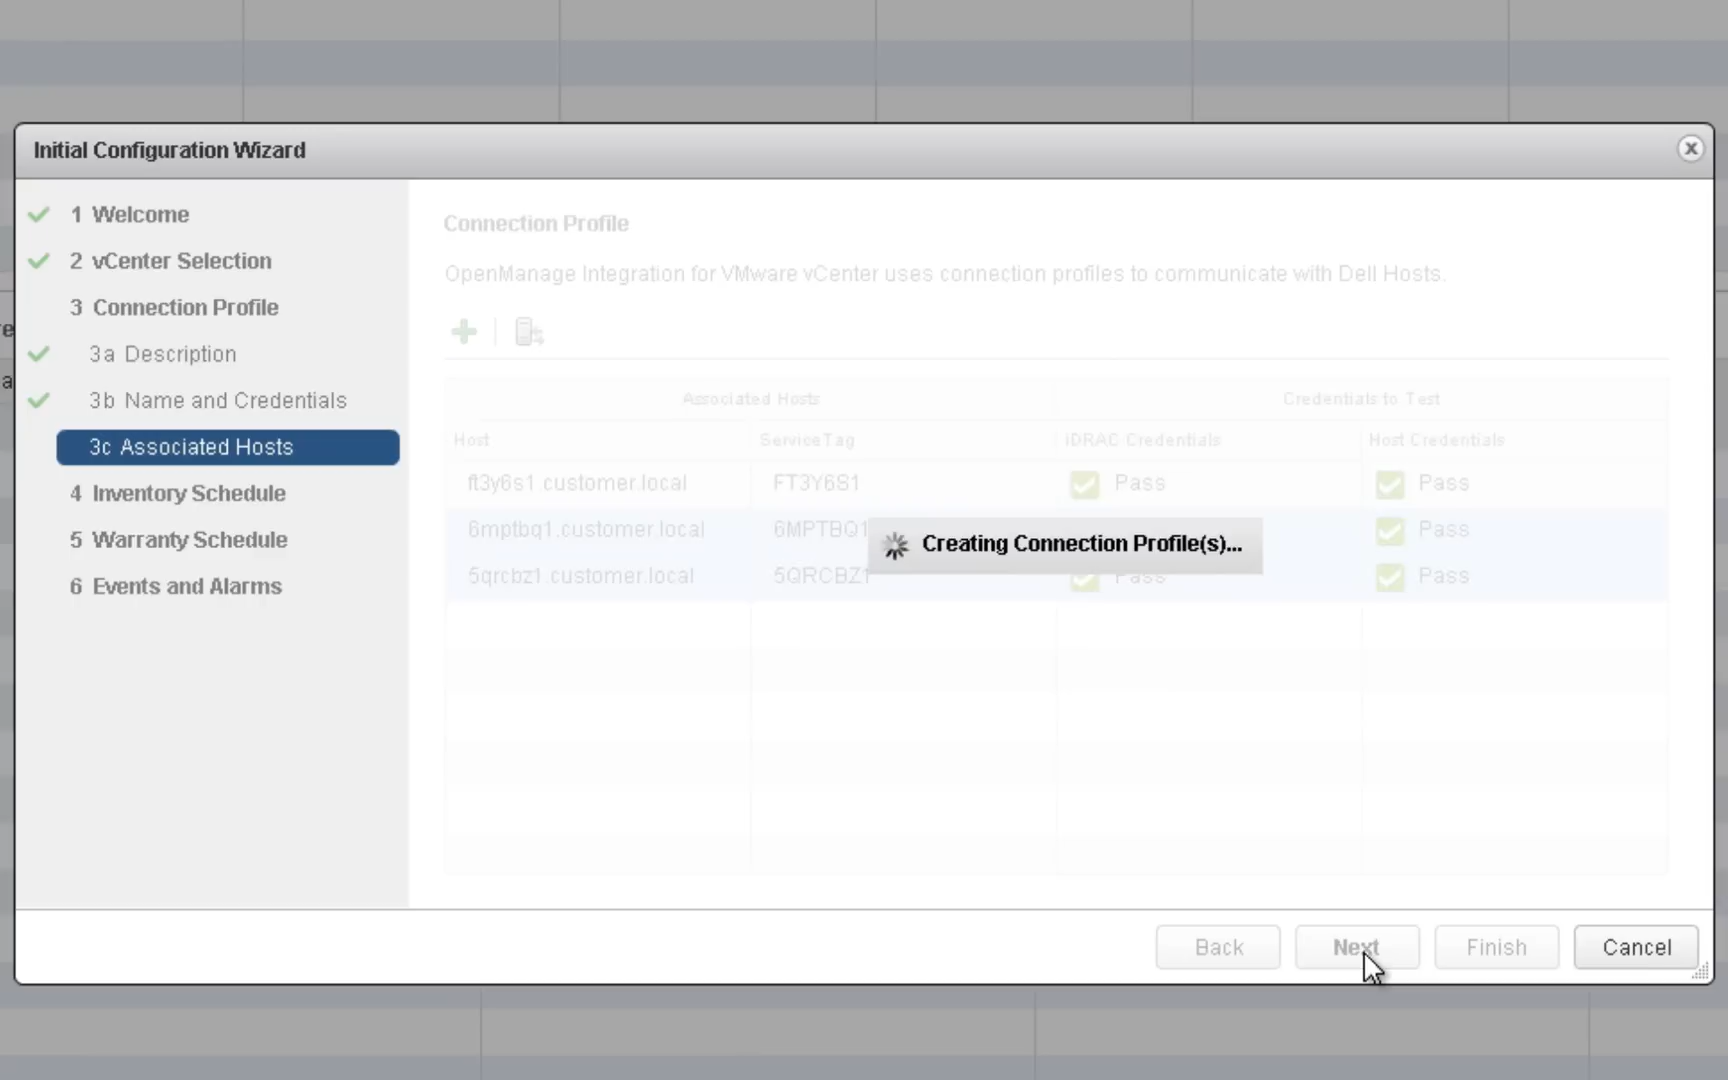 Initial Configuration Wizard
1 Welcome
2 vCenter Selection
3 Connection Profile
3a Description
3b Name and Credentials
3c Associated Hosts
4 Inventory Schedule
5 Warranty Schedule
6 Events and Alarms
Connection Profile
OpenManage Integration for VMware vCenter uses connection profiles to communicate with Dell Hosts.
Associated Hosts Credentials to Test
Host ServiceTag iDRAC Credentials Host Credentials
ft3y6s1.customer.local FT3Y6S1 Pass Pass
6mptbq1.customer.local 6MPTBQ1 Pass
Creating Connection Profile(s)...
5qrcbz1.customer.local 5QRCBZ1 Pass Pass
Back Next Finish Cancel